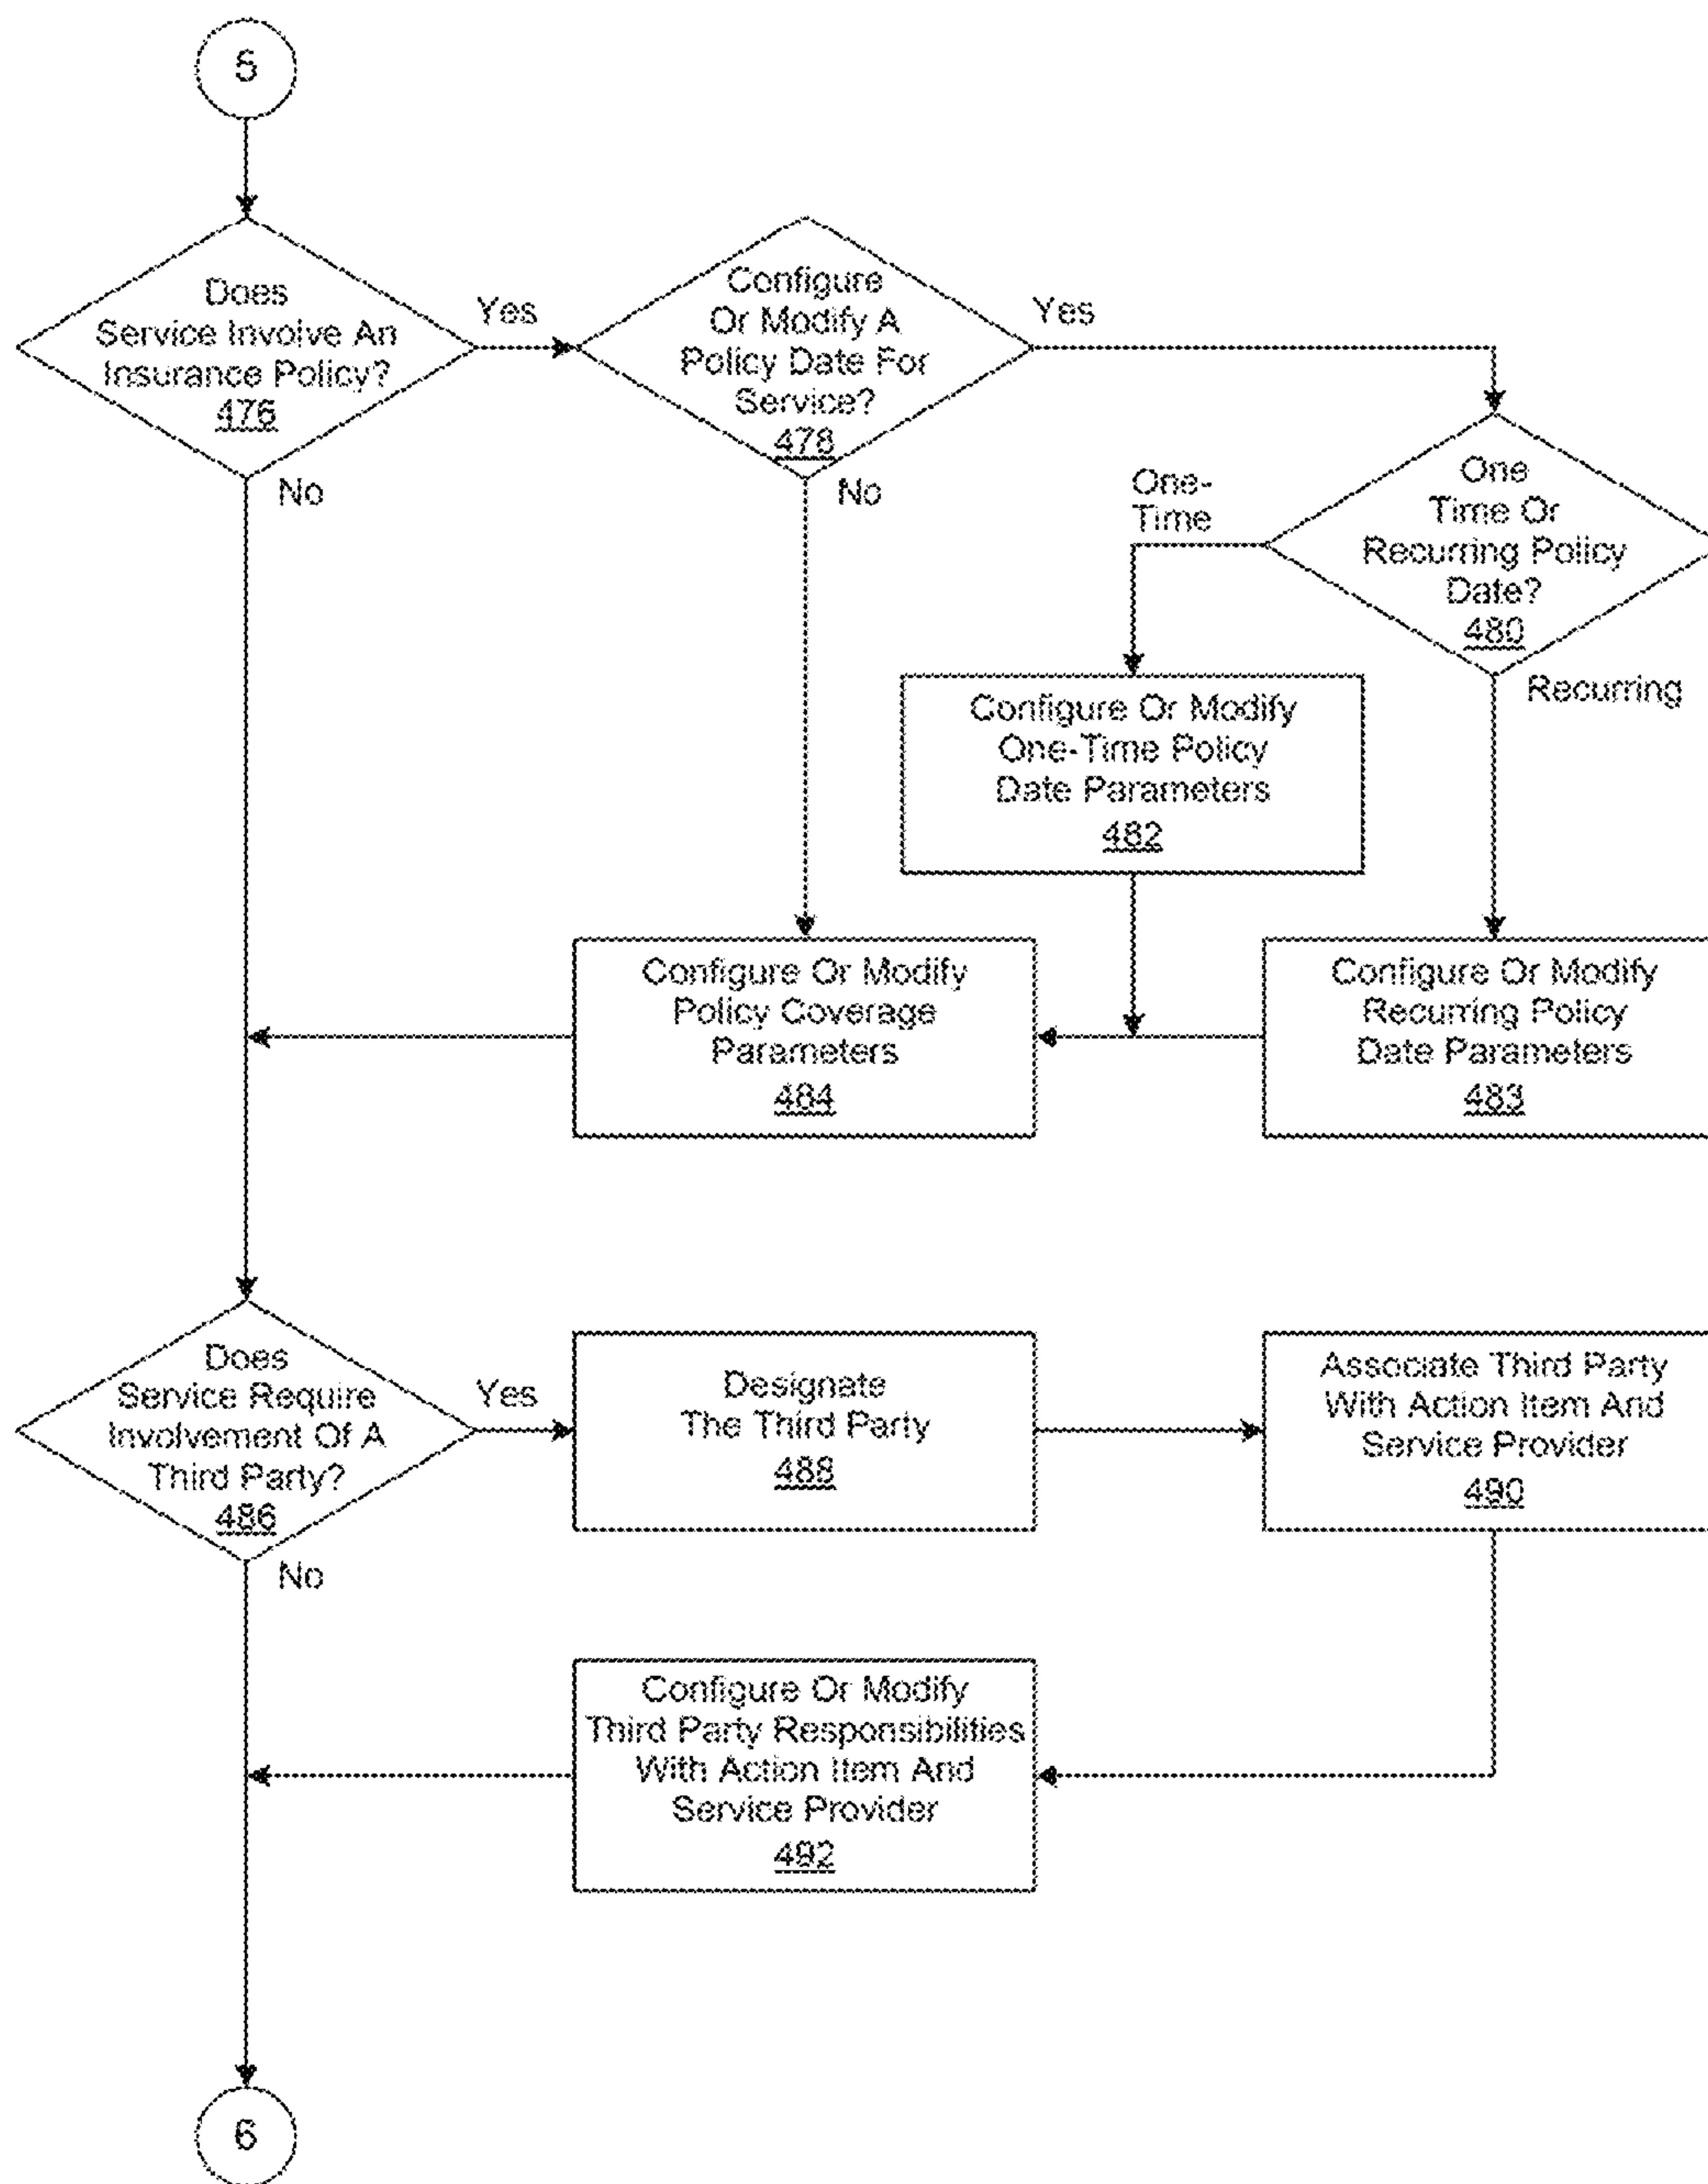 5
Does
Service Involve An
Insurance Policy?
476
Yes
No
Configure
Or Modify A
Policy Date For
Service?
478
Yes
No
One
Time Or
Recurring Policy
Date?
480
One-
Time
Recurring
Configure Or Modify
One-Time Policy
Date Parameters
482
Configure Or Modify
Policy Coverage
Parameters
484
Configure Or Modify
Recurring Policy
Date Parameters
483
Does
Service Require
Involvement Of A
Third Party?
486
Yes
No
Designate
The Third Party
488
Associate Third Party
With Action Item And
Service Provider
490
Configure Or Modify
Third Party Responsibilities
With Action Item And
Service Provider
492
6